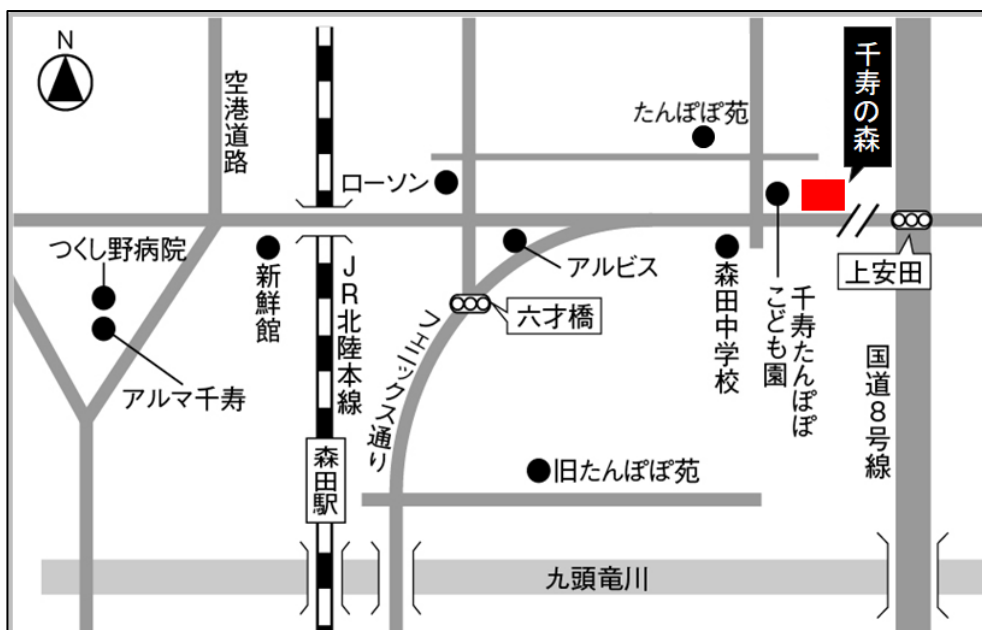 N
空港道路
たんぽぽ苑
千寿の森
ローソン
つくし野病院
新鮮館
JR北陸本線
アルビス
森田中学校
千寿たんぽぽ
こども園
上安田
六才橋
アルマ千寿
フェニックス通り
国道8号線
森田駅
旧たんぽぽ苑
九頭竜川